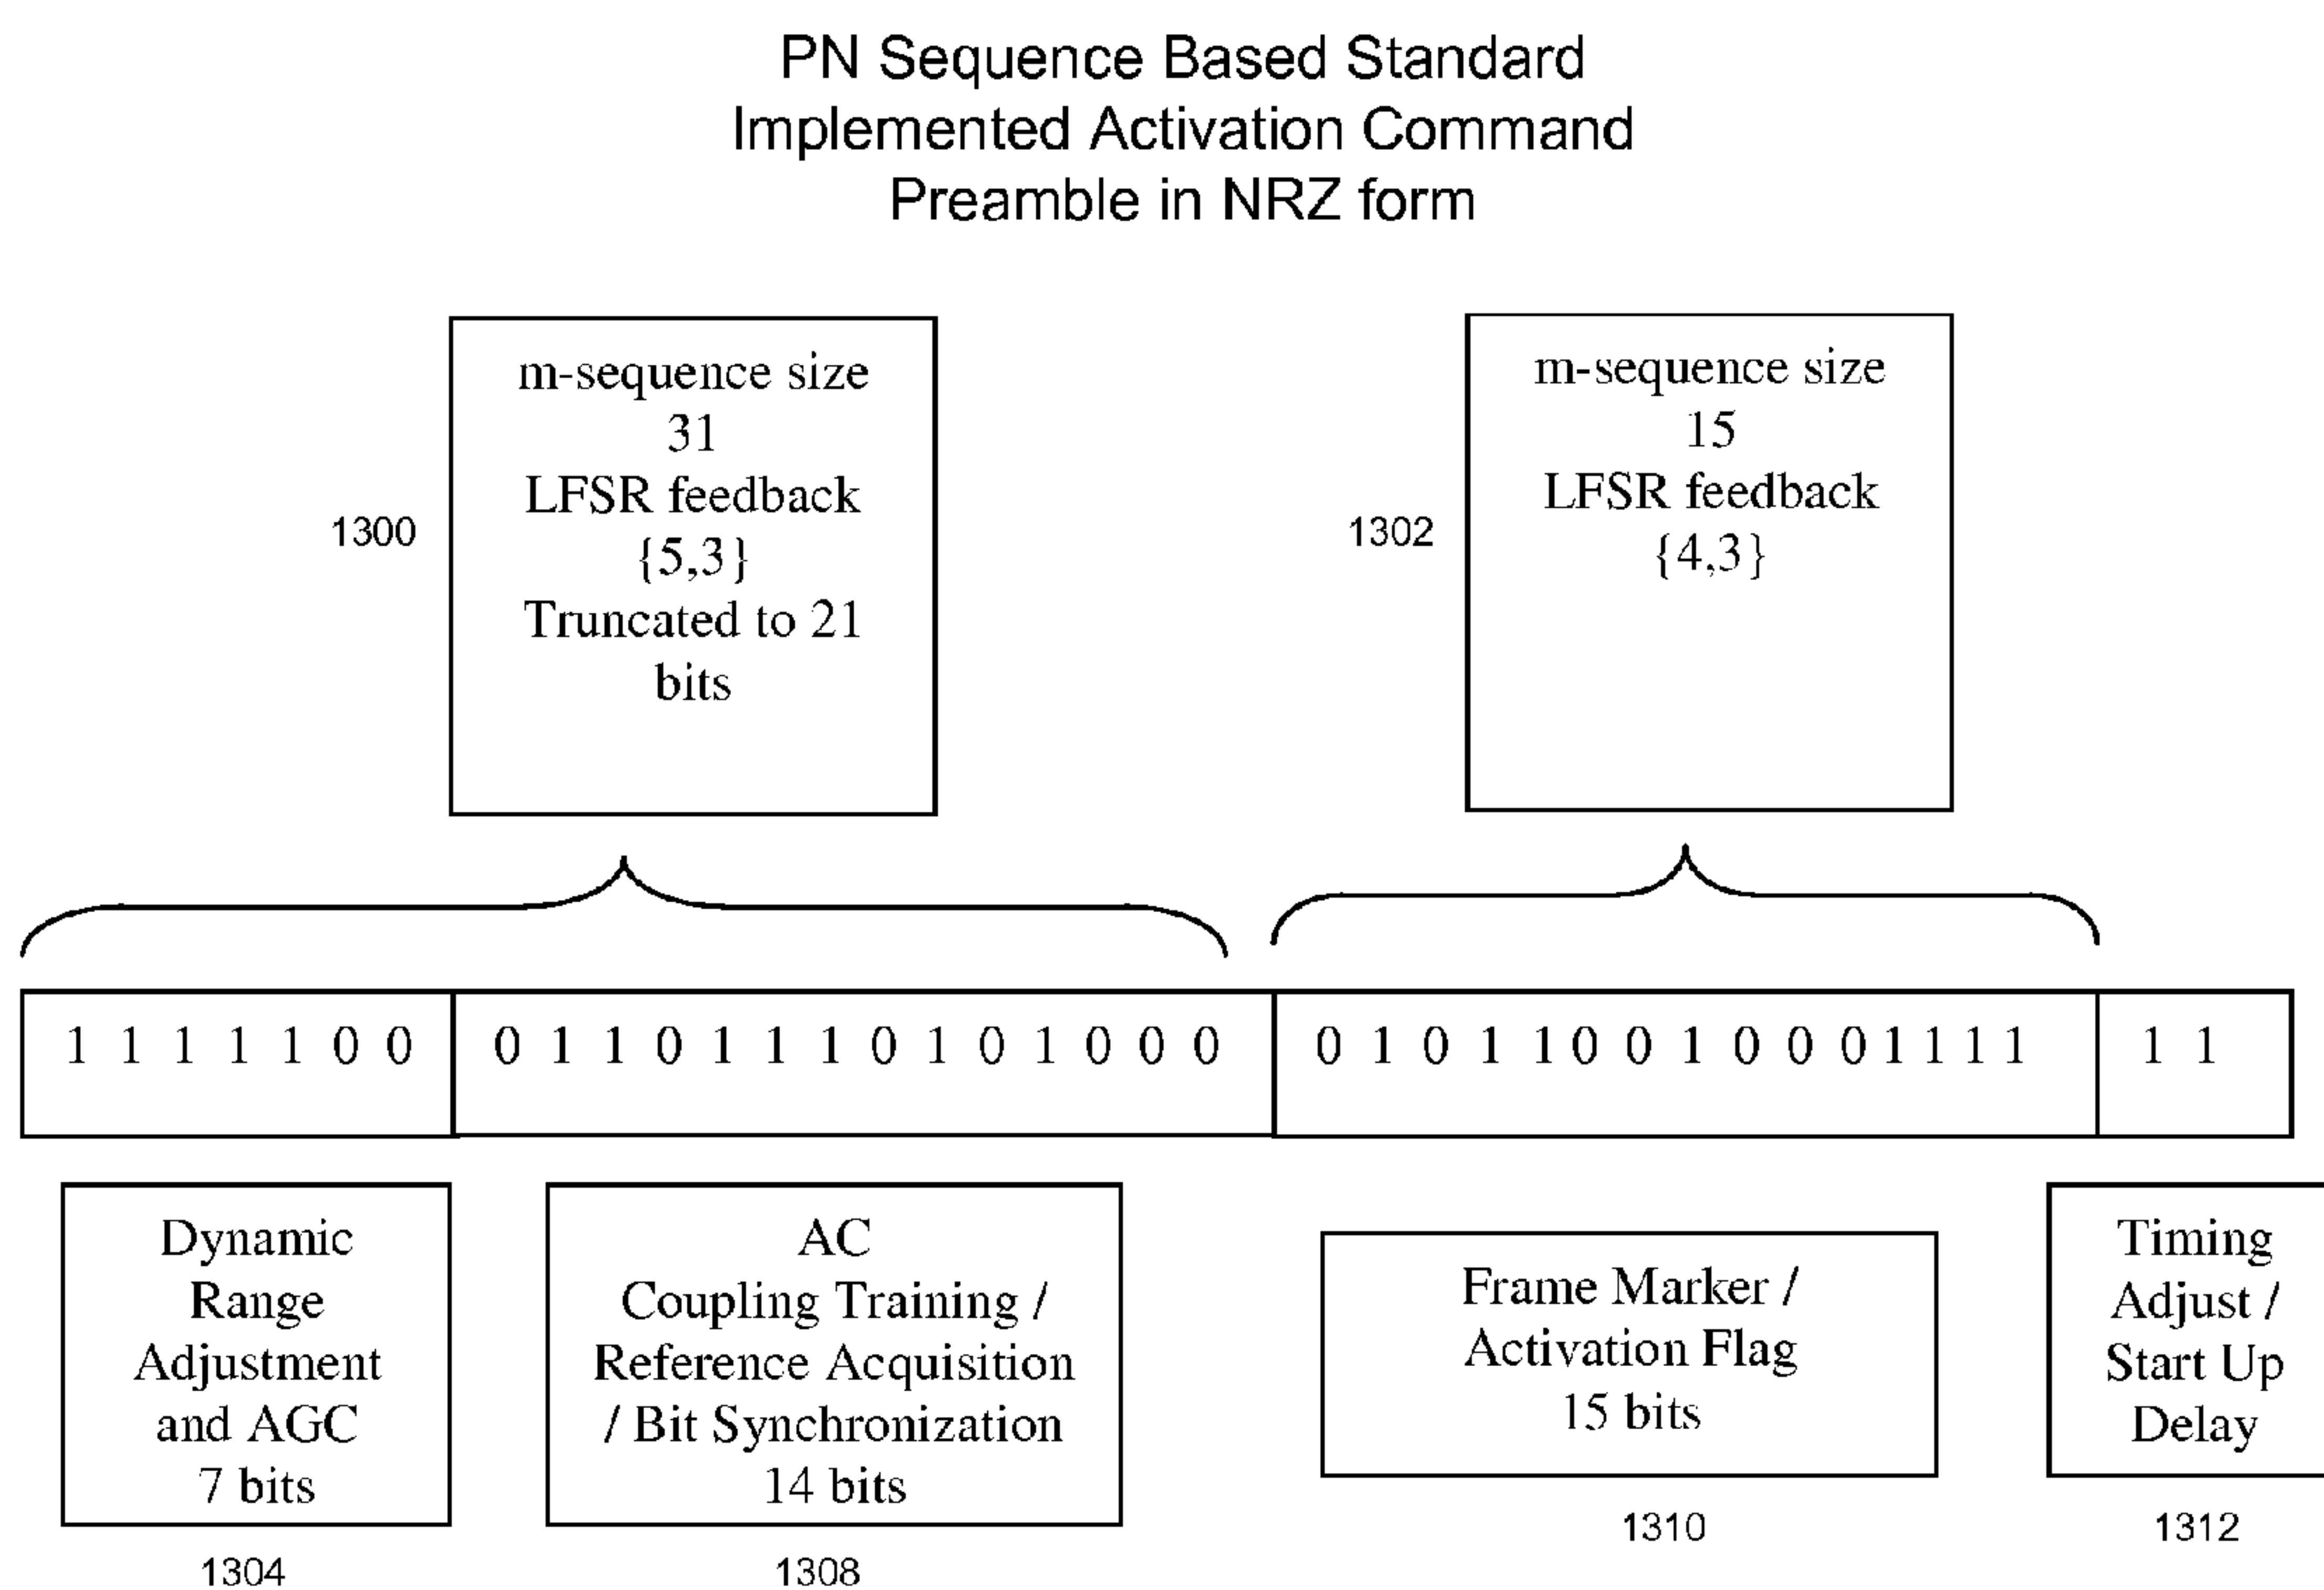 PN Sequence Based Standard
Implemented Activation Command
Preamble in NRZ form
m-sequence size
31
LFSR feedback
{5,3}
Truncated to 21
bits
1300
m-sequence size
15
LFSR feedback
{4,3}
1302
1 1 1 1 1 0 0
0 1 1 0 1 1 1 0 1 0 1 0 0 0
0 1 0 1 1 0 0 1 0 0 0 1 1 1 1
1 1
Dynamic
Range
Adjustment
and AGC
7 bits
1304
AC
Coupling Training /
Reference Acquisition
/ Bit Synchronization
14 bits
1308
Frame Marker /
Activation Flag
15 bits
1310
Timing
Adjust /
Start Up
Delay
1312